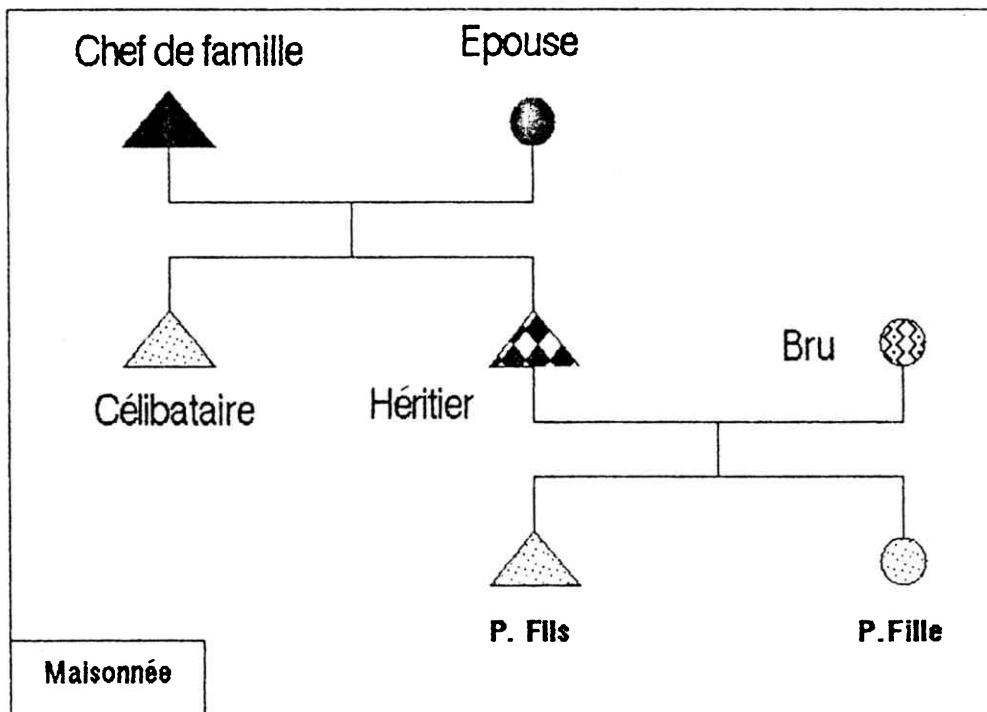 Chef de famille
Epouse
Célibataire
Héritier
Bru
P. Fils
P.Fille
Maisonnée